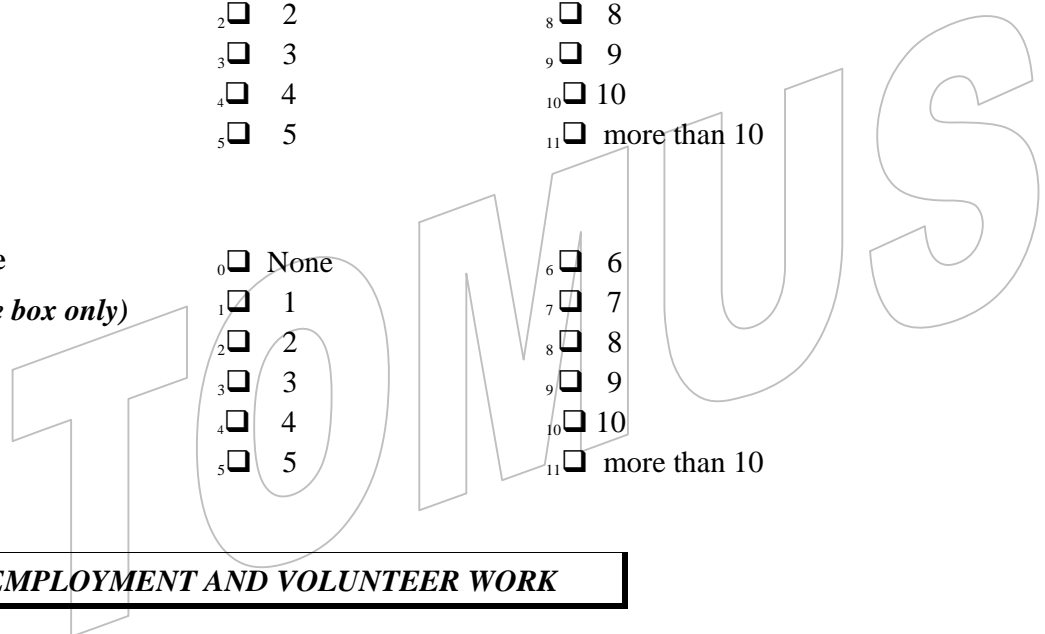 2❑ 2 8❑ 8
3❑ 3 9❑ 9
4❑ 4 10❑ 10
5❑ 5 11❑ more than 10
e 0❑ None 6❑ 6
box only) 1❑ 1 7❑ 7
2❑ 2 8❑ 8
3❑ 3 9❑ 9
4❑ 4 10❑ 10
5❑ 5 11❑ more than 10
EMPLOYMENT AND VOLUNTEER WORK
TOMUS